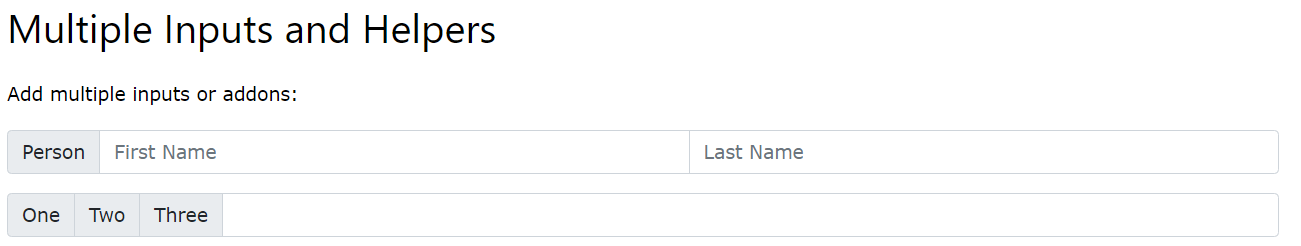 Multiple Inputs and Helpers
Add multiple inputs or addons:
Person First Name Last Name
One Two Three